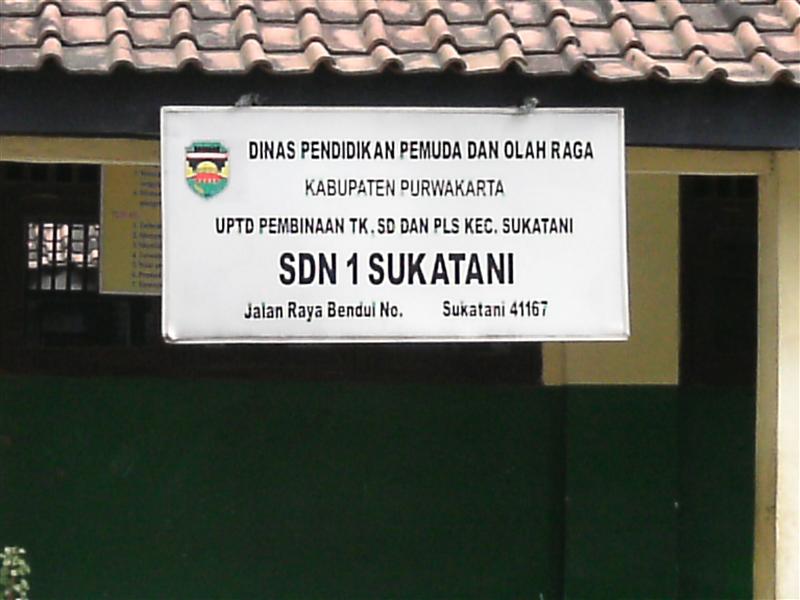 DINAS PENDIDIKAN PEMUDA DAN OLAH RAGA
KABUPATEN PURWAKARTA
UPTD PEMBINAAN TK, SD DAN PLS KEC. SUKATANI
SDN 1 SUKATANI
Jalan Raya Bendul No. Sukatani 41167